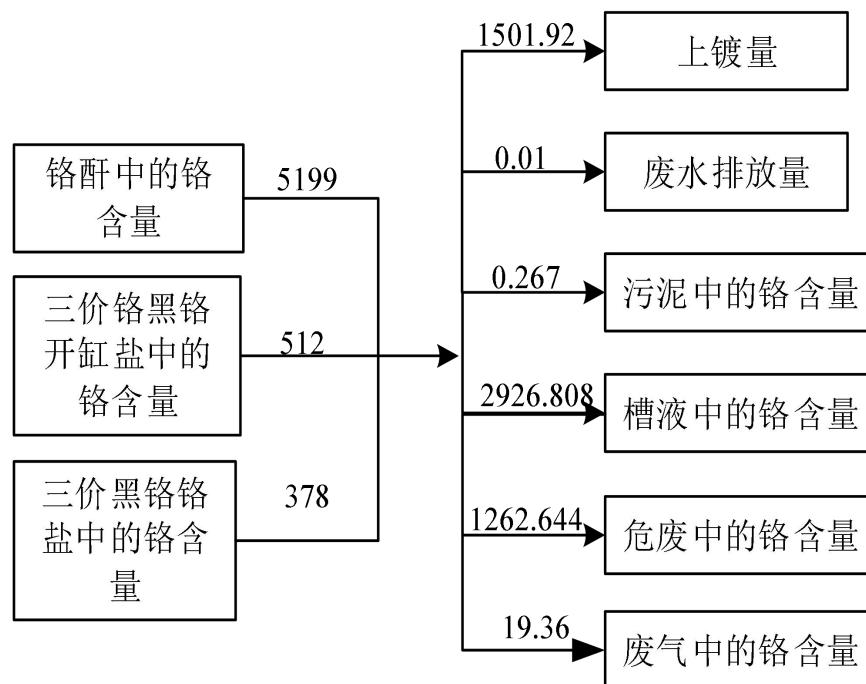 铬酐中的铬
含量
5199
三价铬黑铬
开缸盐中的
铬含量
512
三价黑铬铬
盐中的铬含
量
378
1501.92
上镀量
0.01
废水排放量
0.267
污泥中的铬含量
2926.808
槽液中的铬含量
1262.644
危废中的铬含量
19.36
废气中的铬含量